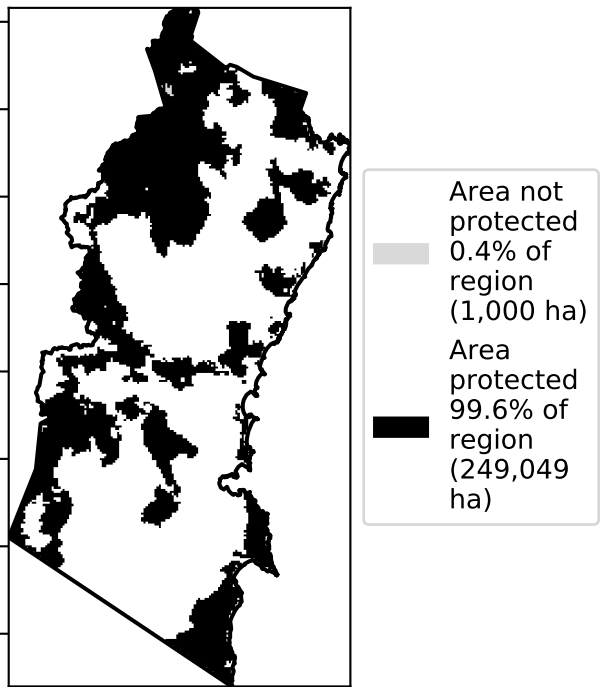 Area not
protected
0.4% of
region
(1,000 ha)
Area
protected
99.6% of
region
(249,049
ha)